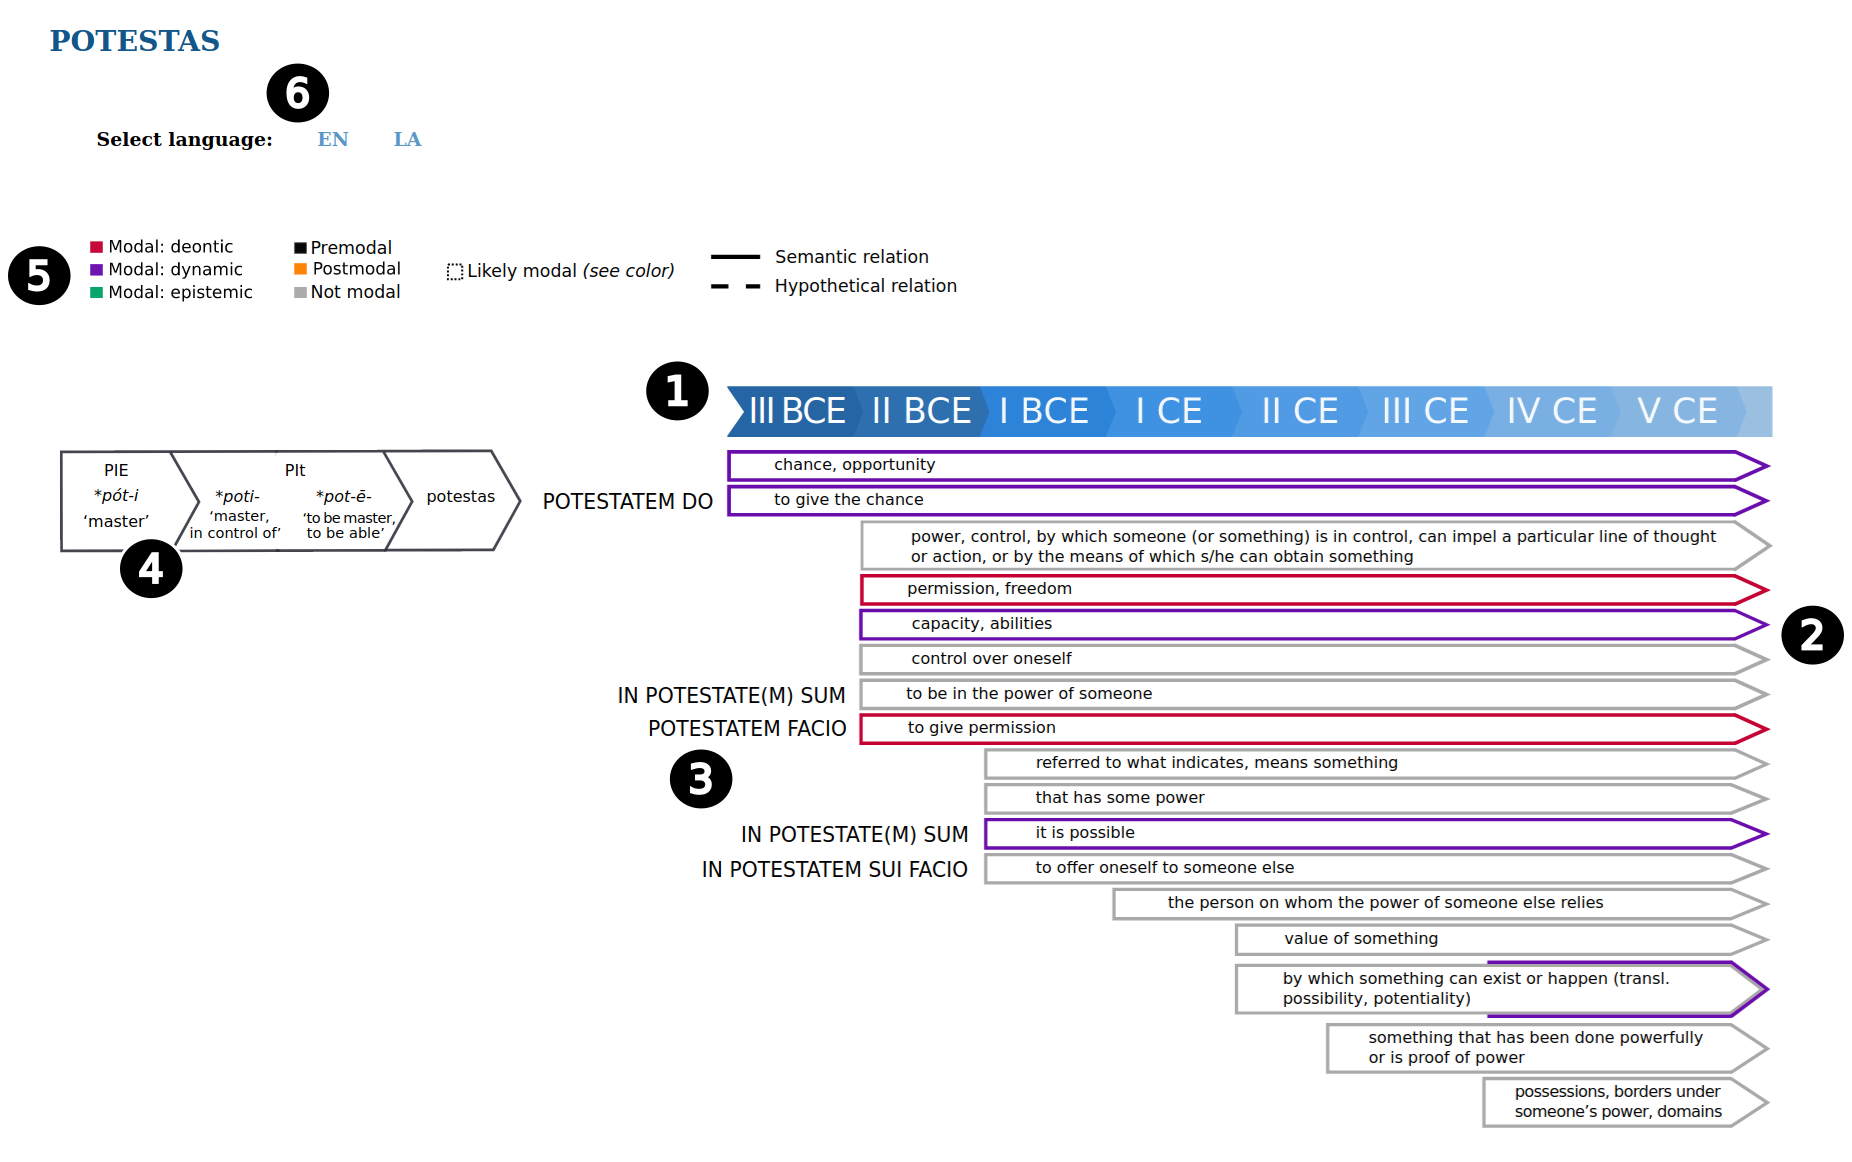 POTESTAS
6
Select language: EN LA
5
Modal: deontic
Modal: dynamic
Modal: epistemic
Premodal
Postmodal
Not modal
Likely modal (see color)
Semantic relation
Hypothetical relation
1
III BCE II BCE I BCE I CE II CE III CE IV CE V CE
PIE
*pót-i
‘master’
PIt
*poti-
‘master,
in control of’
*pot-ē-
‘to be master,
to be able’
potestas
4
chance, opportunity
POTESTATEM DO to give the chance
power, control, by which someone (or something) is in control, can impel a particular line of thought
or action, or by the means of which s/he can obtain something
permission, freedom
capacity, abilities
2
control over oneself
IN POTESTATE(M) SUM to be in the power of someone
POTESTATEM FACIO to give permission
3
referred to what indicates, means something
that has some power
IN POTESTATE(M) SUM it is possible
IN POTESTATEM SUI FACIO to offer oneself to someone else
the person on whom the power of someone else relies
value of something
by which something can exist or happen (transl.
possibility, potentiality)
something that has been done powerfully
or is proof of power
possessions, borders under
someone’s power, domains